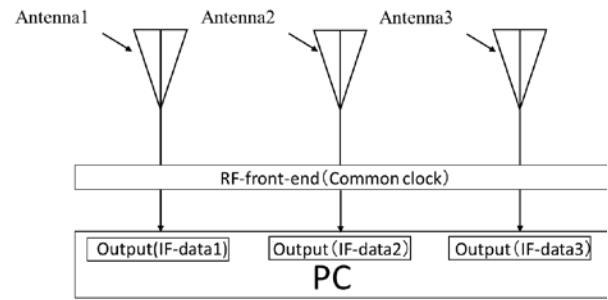 Antenna1 Antenna2 Antenna3
RF-front-end(Common clock)
Output(IF-data1) Output(IF-data2) Output(IF-data3)
PC